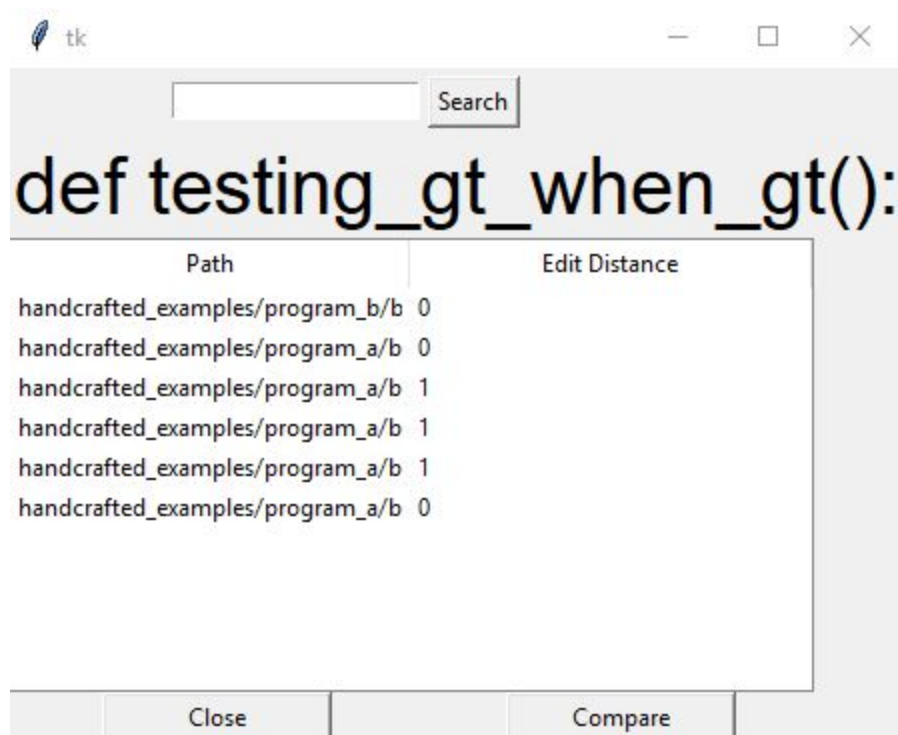 tk
Search
def testing_gt_when_gt():
Path Edit Distance
handcrafted_examples/program_b/b 0
handcrafted_examples/program_a/b 0
handcrafted_examples/program_a/b 1
handcrafted_examples/program_a/b 1
handcrafted_examples/program_a/b 1
handcrafted_examples/program_a/b 0
Close Compare